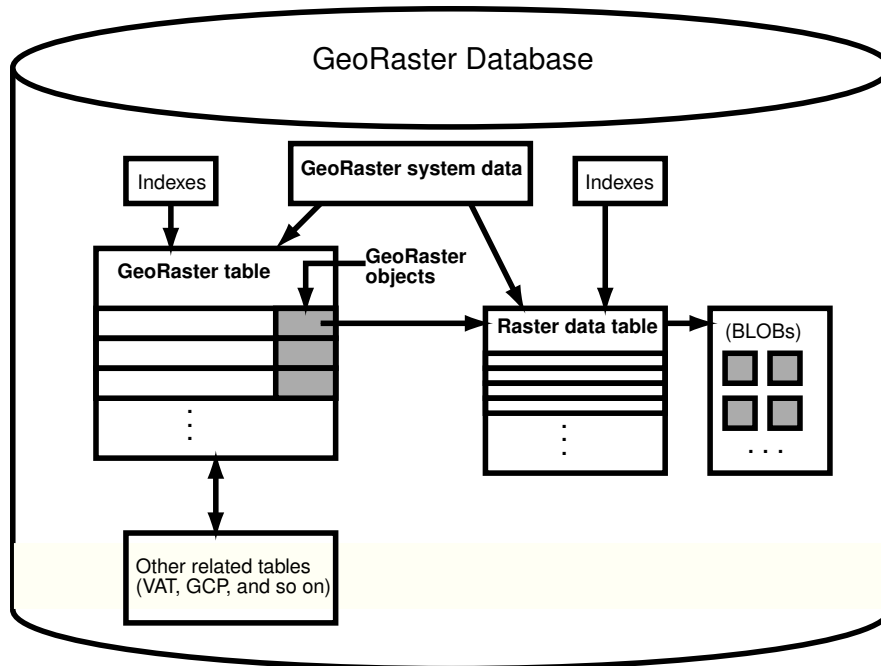 GeoRaster Database
Indexes
GeoRaster system data
Indexes
GeoRaster table
GeoRaster
objects
Raster data table
(BLOBs)
. . .
Other related tables
(VAT, GCP, and so on)